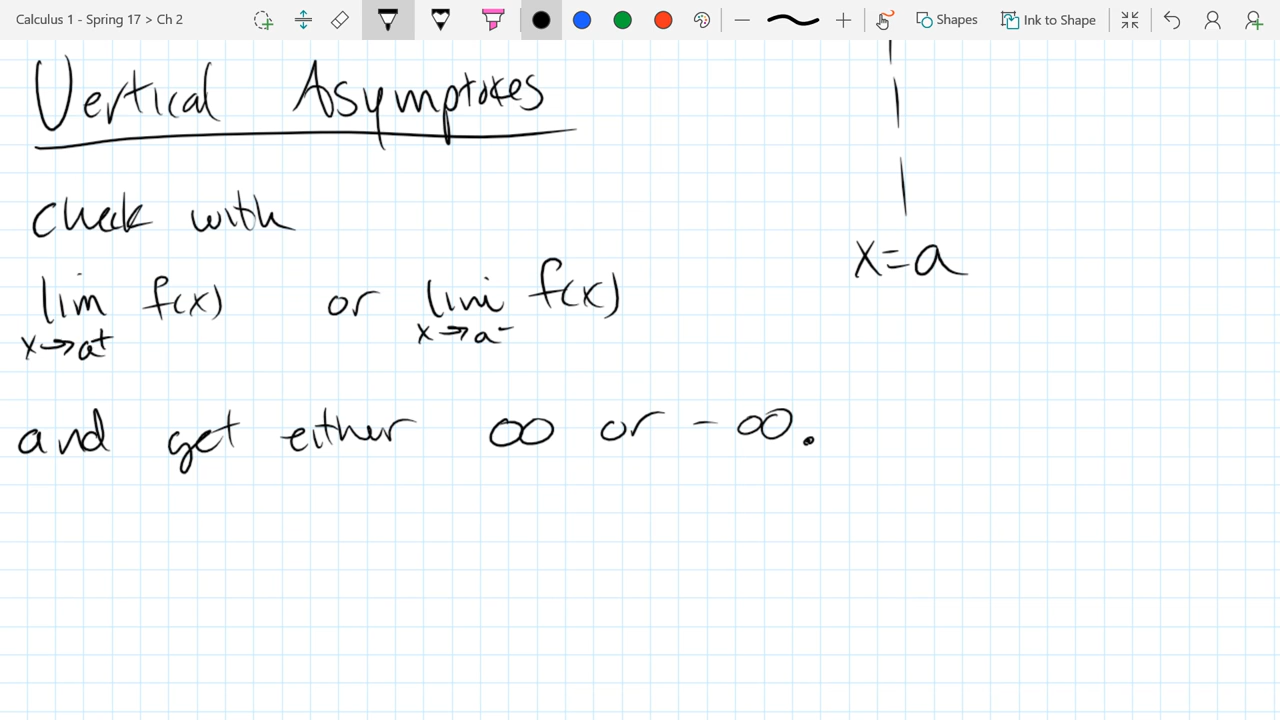 Calculus 1 - Spring 17 > Ch 2
Shapes
Ink to Shape
Vertical Asymptotes
check with
x=a
lim f(x) or lim f(x)
x→a⁺ x→a⁻
and get either ∞ or -∞.